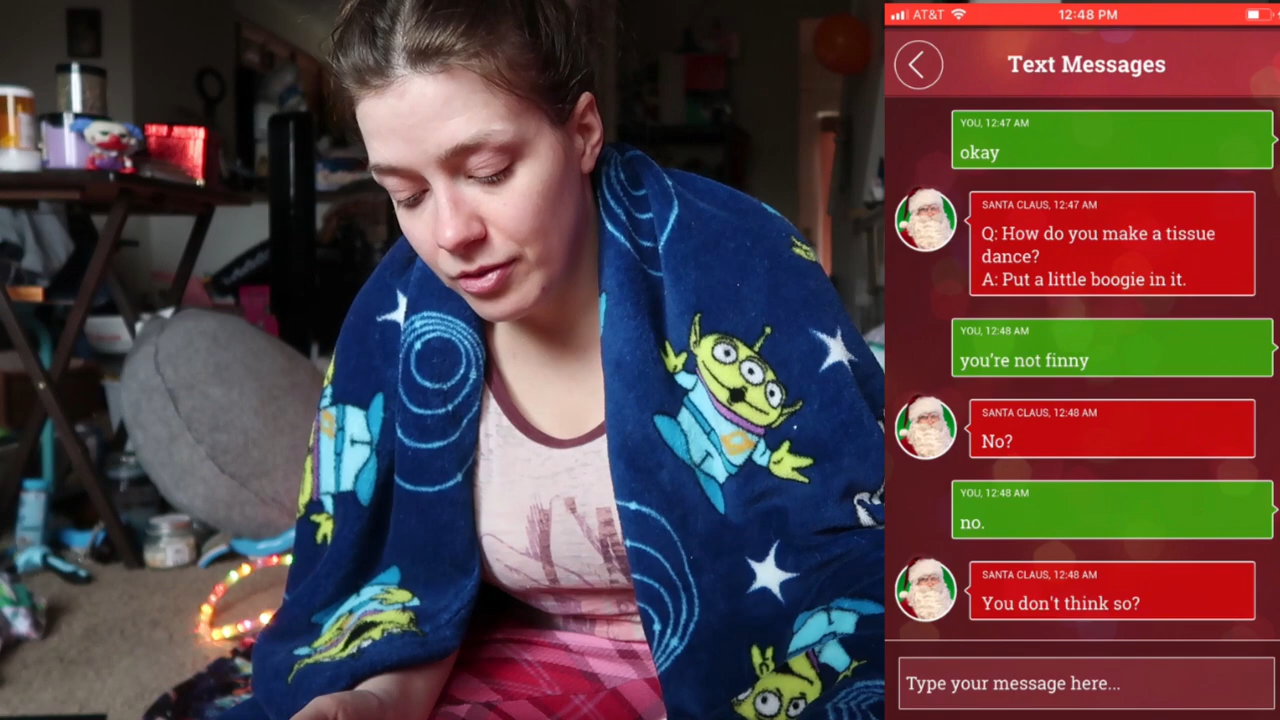 AT&T
12:48 PM
Text Messages
YOU, 12:47 AM
okay
SANTA CLAUS, 12:47 AM
Q: How do you make a tissue
dance?
A: Put a little boogie in it.
YOU, 12:48 AM
you're not finny
SANTA CLAUS, 12:48 AM
No?
YOU, 12:48 AM
no.
SANTA CLAUS, 12:48 AM
You don't think so?
Type your message here...